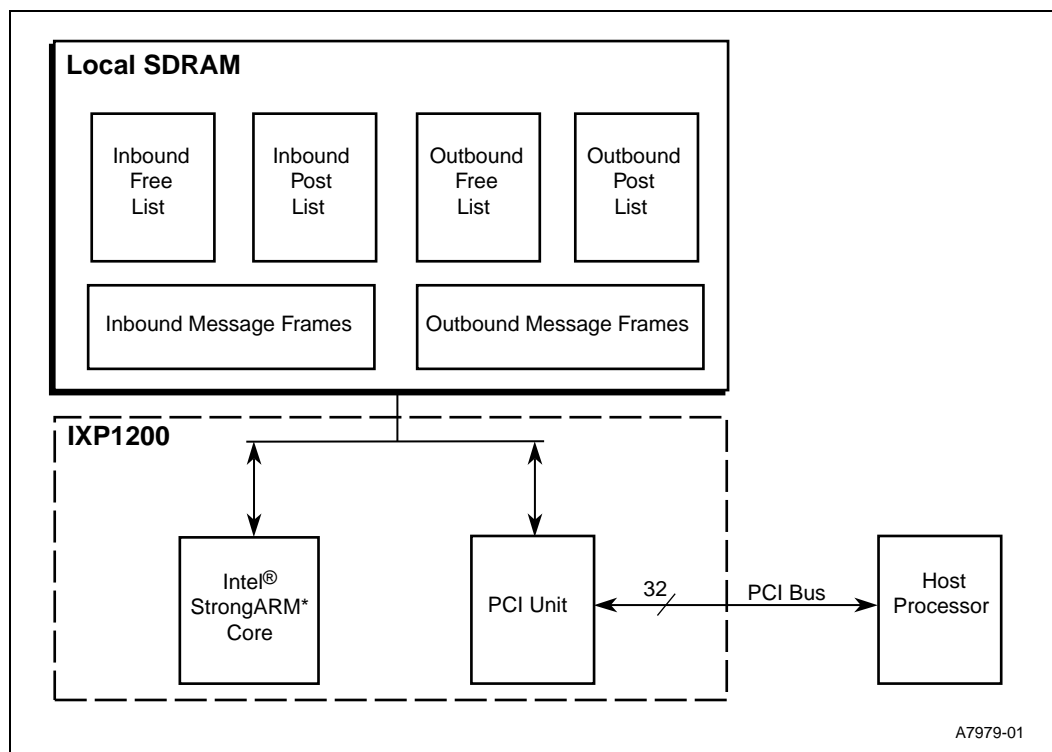 Local SDRAM
Inbound
Free
List
Inbound
Post
List
Outbound
Free
List
Outbound
Post
List
Inbound Message Frames
Outbound Message Frames
IXP1200
Intel®
StrongARM*
Core
PCI Unit
32
PCI Bus
Host
Processor
A7979-01